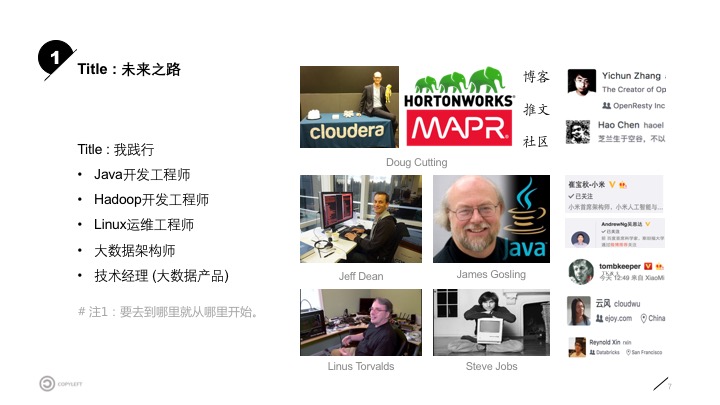 1
Title : 未来之路
Title : 我践行
• Java开发工程师
• Hadoop开发工程师
• Linux运维工程师
• 大数据架构师
• 技术经理 (大数据产品)
# 注1：要去到哪里就从哪里开始。
cloudera
HORTONWORKS
MAPR
博客
推文
社区
Doug Cutting
Jeff Dean
Java
James Gosling
Linus Torvalds
Steve Jobs
Yichun Zhang
The Creator of Op
OpenResty Inc
Hao Chen haoel
芝兰生于空谷，不以
崔宝秋-小米
已关注
小米首席架构师，小米人工智能与...
AndrewNg吴恩达
已关注
tombkeeper
今天 12:49 来自 XiaoMi
云风 cloudwu
ejoy.com China
Reynold Xin rxin
Databricks San Francisco
COPYLEFT
7